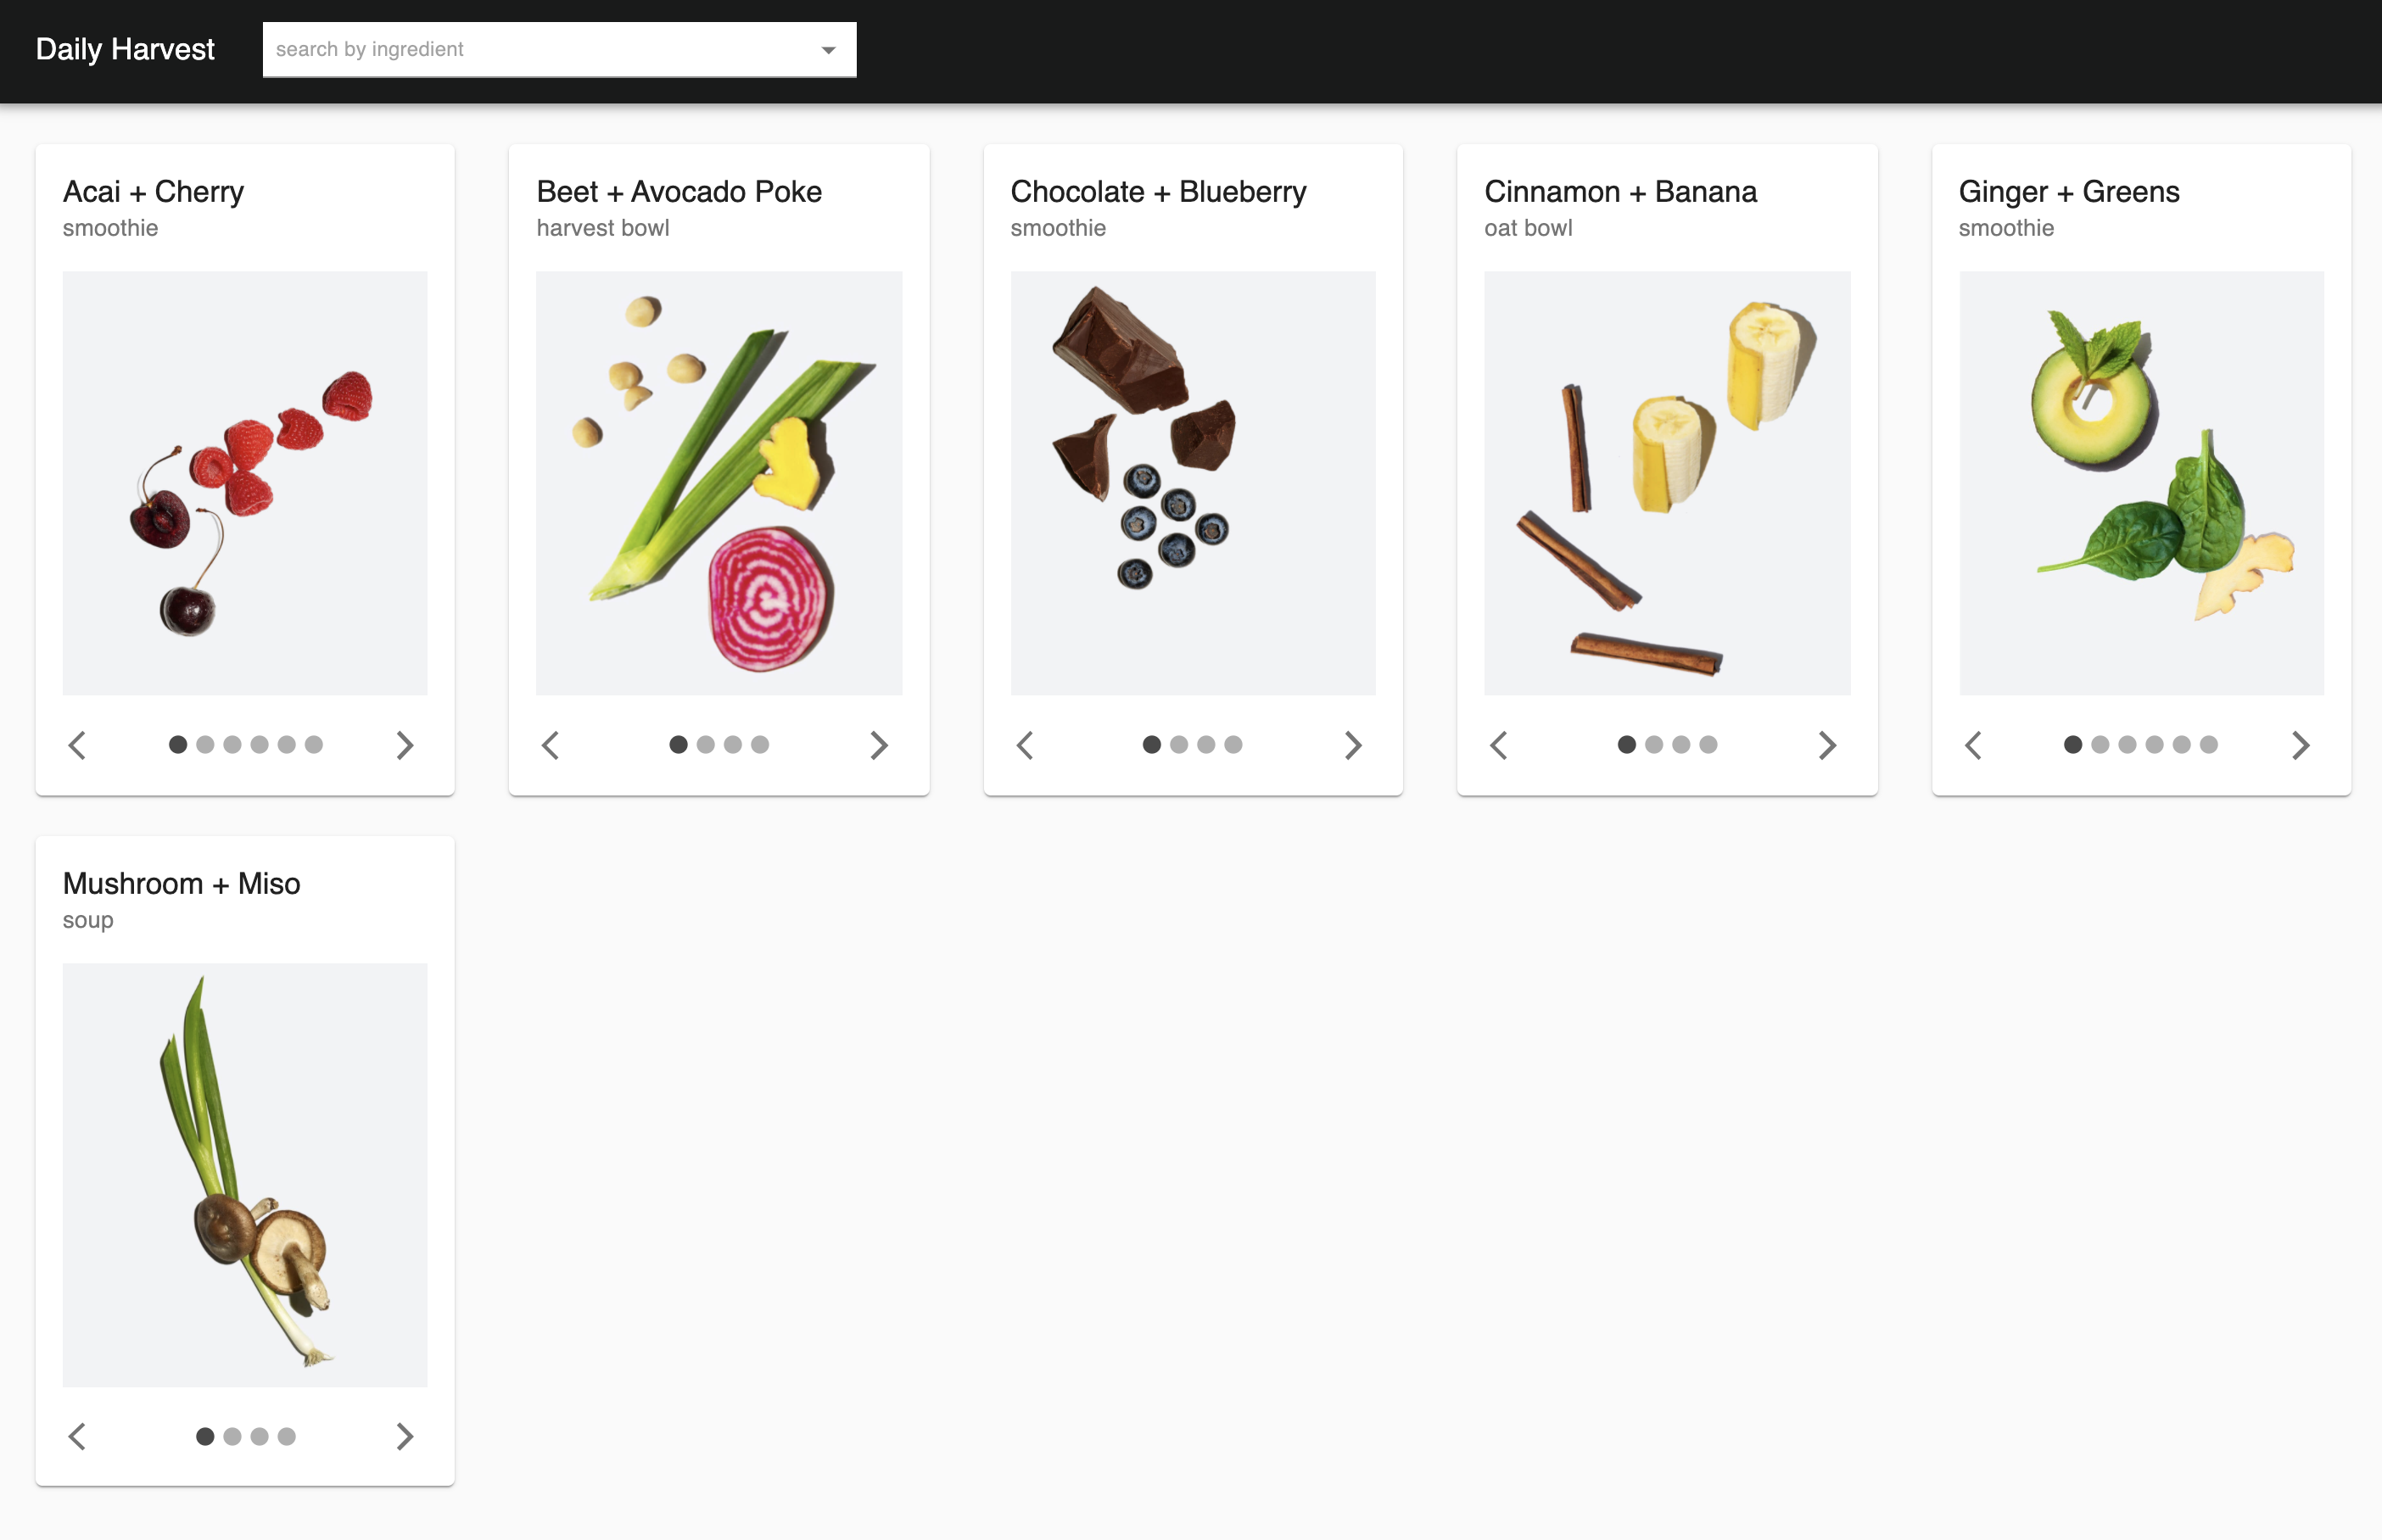 Daily Harvest
search by ingredient
Acai + Cherry
smoothie
Beet + Avocado Poke
harvest bowl
Chocolate + Blueberry
smoothie
Cinnamon + Banana
oat bowl
Ginger + Greens
smoothie
Mushroom + Miso
soup